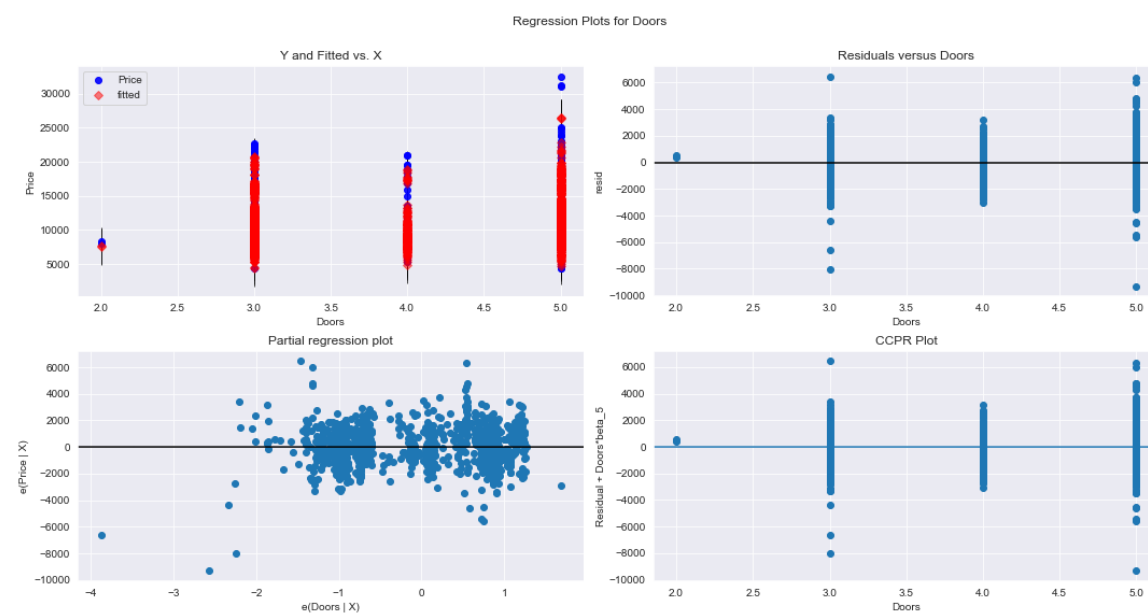 Regression Plots for Doors
Y and Fitted vs. X
Price
fitted
Price
30000
25000
20000
15000
10000
5000
2.0 2.5 3.0 3.5 4.0 4.5 5.0
Doors
Residuals versus Doors
resid
6000
4000
2000
0
−2000
−4000
−6000
−8000
−10000
2.0 2.5 3.0 3.5 4.0 4.5 5.0
Doors
Partial regression plot
e(Price | X)
6000
4000
2000
0
−2000
−4000
−6000
−8000
−10000
−4 −3 −2 −1 0 1
e(Doors | X)
CCPR Plot
Residual + Doors*beta_5
6000
4000
2000
0
−2000
−4000
−6000
−8000
−10000
2.0 2.5 3.0 3.5 4.0 4.5 5.0
Doors